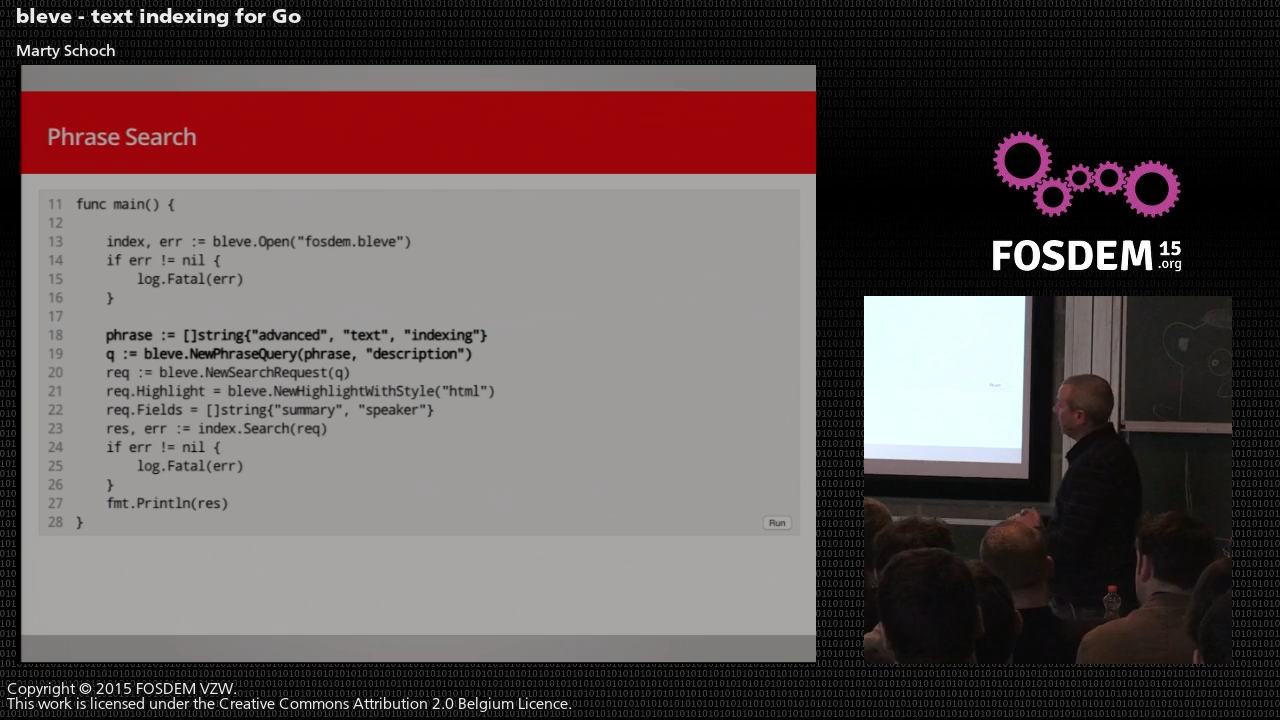 bleve - text indexing for Go
Marty Schoch
Phrase Search
11 func main() {
12
13 index, err := bleve.Open("fosdem.bleve")
14 if err != nil {
15 log.Fatal(err)
16 }
17
18 phrase := []string{"advanced", "text", "indexing"}
19 q := bleve.NewPhraseQuery(phrase, "description")
20 req := bleve.NewSearchRequest(q)
21 req.Highlight = bleve.NewHighlightWithStyle("html")
22 req.Fields = []string{"summary", "speaker"}
23 res, err := index.Search(req)
24 if err != nil {
25 log.Fatal(err)
26 }
27 fmt.Println(res)
28 }
Run
FOSDEM 15
.org
Copyright © 2015 FOSDEM VZW.
This work is licensed under the Creative Commons Attribution 2.0 Belgium Licence.